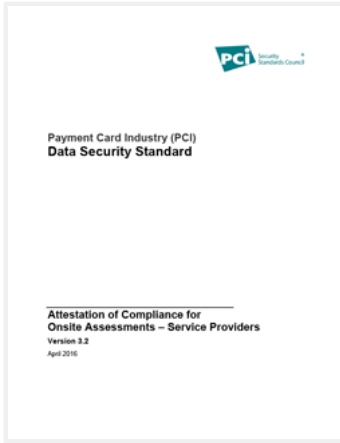 PCI Security
Standards Council
Payment Card Industry (PCI)
Data Security Standard
Attestation of Compliance for
Onsite Assessments – Service Providers
Version 3.2
April 2016